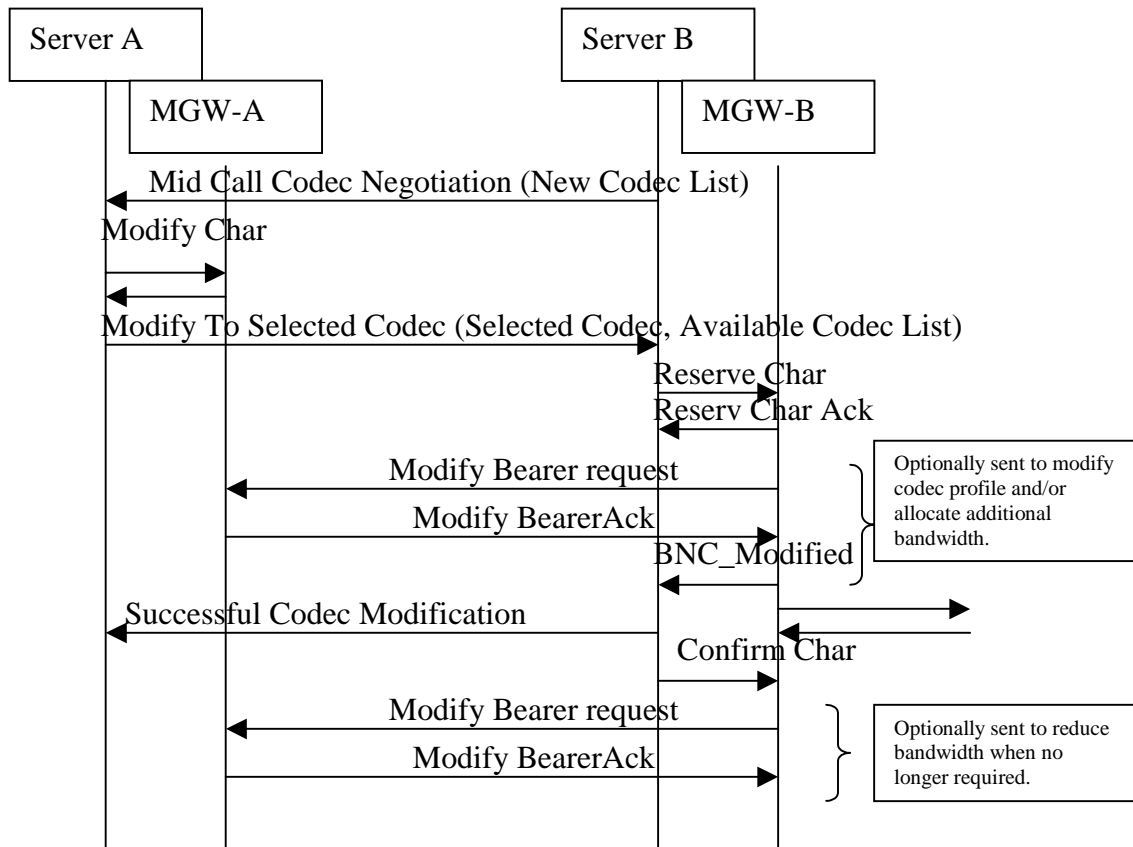 Server A
Server B
MGW-A
MGW-B
Mid Call Codec Negotiation (New Codec List)
Modify Char
Modify To Selected Codec (Selected Codec, Available Codec List)
Reserve Char
Reserv Char Ack
Modify Bearer request
Optionally sent to modify
codec profile and/or
allocate additional
bandwidth.
Modify BearerAck
BNC_Modified
Successful Codec Modification
Confirm Char
Modify Bearer request
Optionally sent to reduce
bandwidth when no
longer required.
Modify BearerAck